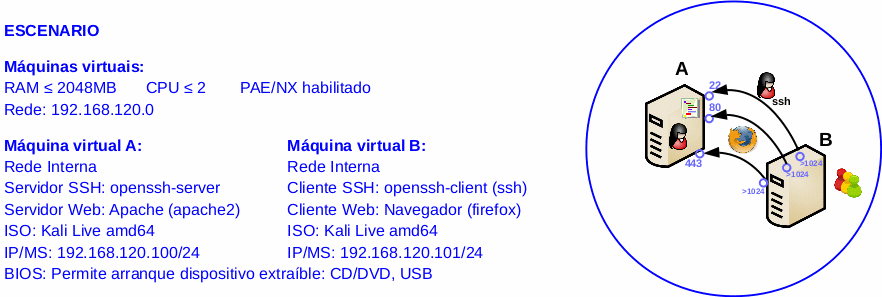 ESCENARIO
Máquinas virtuais:
RAM ≤ 2048MB CPU ≤ 2 PAE/NX habilitado
Rede: 192.168.120.0
Máquina virtual A: Máquina virtual B:
Rede Interna Rede Interna
Servidor SSH: openssh-server Cliente SSH: openssh-client (ssh)
Servidor Web: Apache (apache2) Cliente Web: Navegador (firefox)
ISO: Kali Live amd64 ISO: Kali Live amd64
IP/MS: 192.168.120.100/24 IP/MS: 192.168.120.101/24
BIOS: Permite arranque dispositivo extraíble: CD/DVD, USB
A
22
ssh
80
B
443
>1024
>1024
>1024